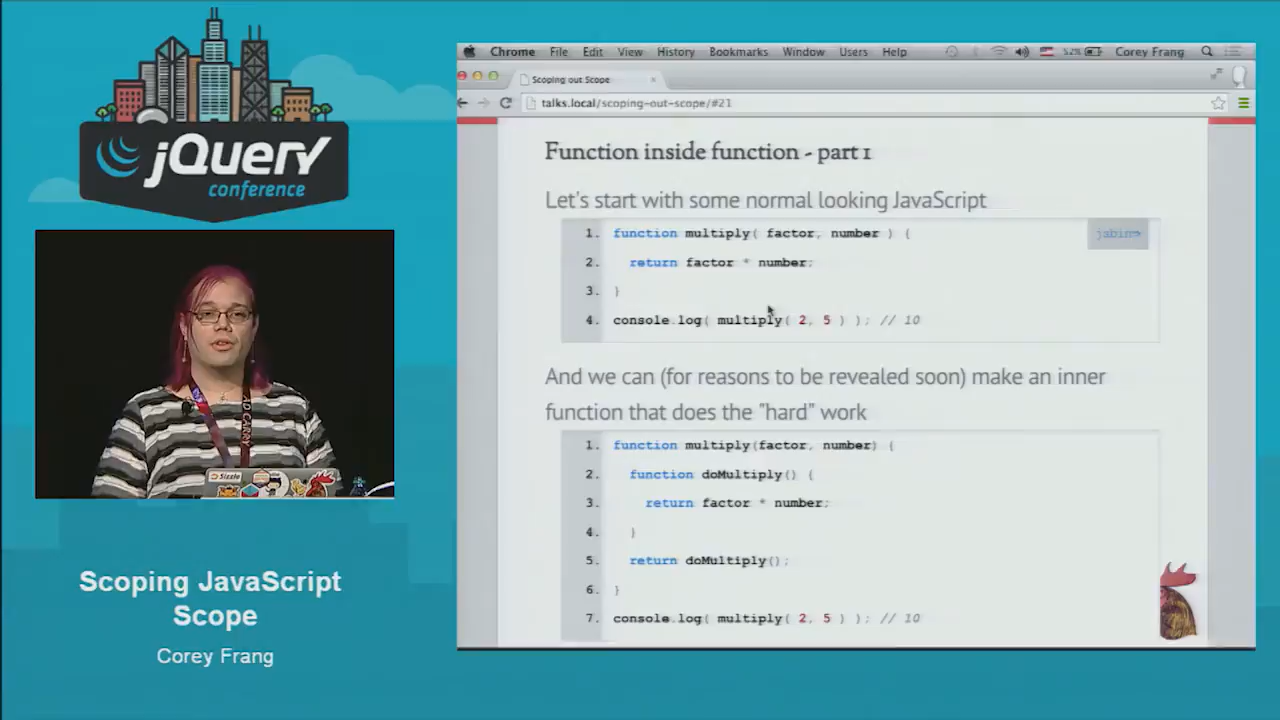 jQuery
conference
Scoping JavaScript
Scope
Corey Frang
AD CARRY
Sizzle
Chrome File Edit View History Bookmarks Window Users Help 52% Corey Frang
Scoping out Scope
talks.local/scoping-out-scope/#21
Function inside function - part 1
Let's start with some normal looking JavaScript
jsbin
1. function multiply( factor, number ) {
2. return factor * number;
3. }
4. console.log( multiply( 2, 5 ) ); // 10
And we can (for reasons to be revealed soon) make an inner
function that does the "hard" work
1. function multiply(factor, number) {
2. function doMultiply() {
3. return factor * number;
4. }
5. return doMultiply();
6. }
7. console.log( multiply( 2, 5 ) ); // 10